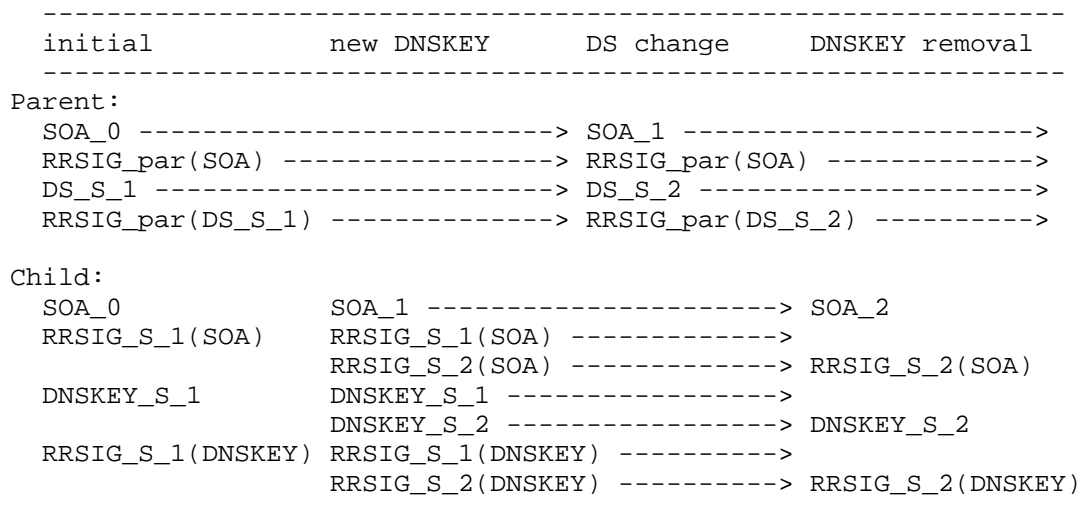 ----------------------------------------------------------------
initial           new DNSKEY      DS change     DNSKEY removal
----------------------------------------------------------------
Parent:
SOA_0 --------------------------> SOA_1 ---------------------->
RRSIG_par(SOA) -----------------> RRSIG_par(SOA) ------------->
DS_S_1 -------------------------> DS_S_2 --------------------->
RRSIG_par(DS_S_1) --------------> RRSIG_par(DS_S_2) ---------->
Child:
SOA_0             SOA_1 ----------------------> SOA_2
RRSIG_S_1(SOA)    RRSIG_S_1(SOA) ------------->
RRSIG_S_2(SOA) -------------> RRSIG_S_2(SOA)
DNSKEY_S_1        DNSKEY_S_1 ----------------->
DNSKEY_S_2 -----------------> DNSKEY_S_2
RRSIG_S_1(DNSKEY) RRSIG_S_1(DNSKEY) ---------->
RRSIG_S_2(DNSKEY) ----------> RRSIG_S_2(DNSKEY)